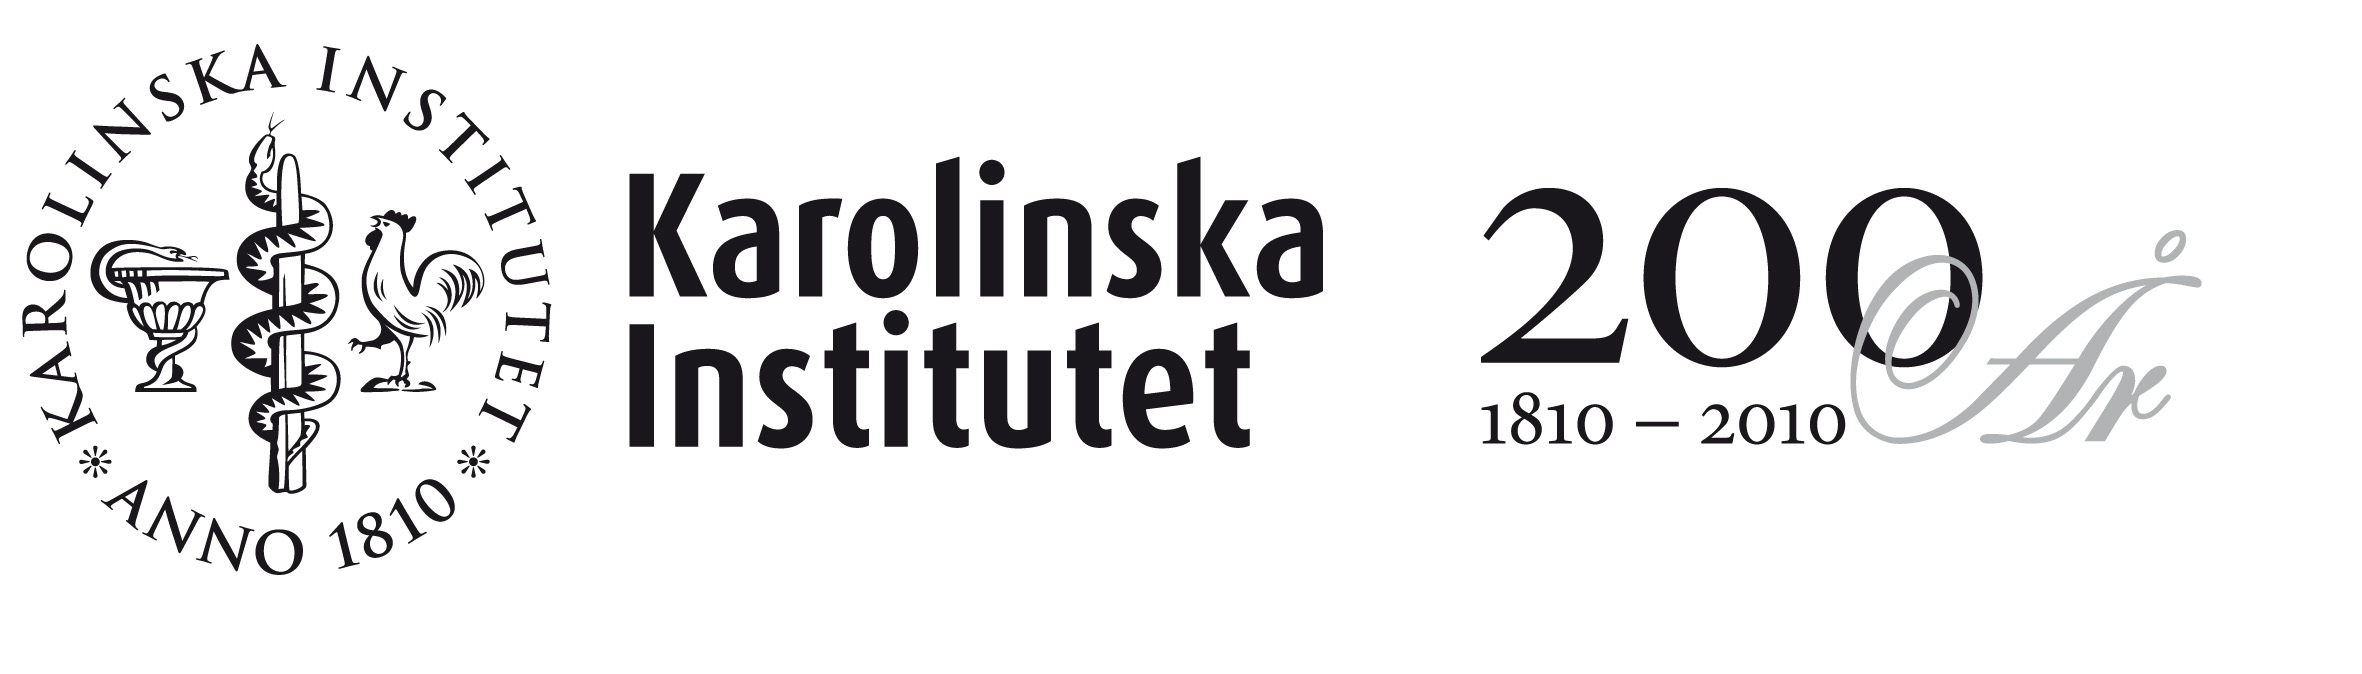 KAROLINSKA INSTITUTET
* ANNO 1810 *
Karolinska
Institutet
200 År
1810 – 2010